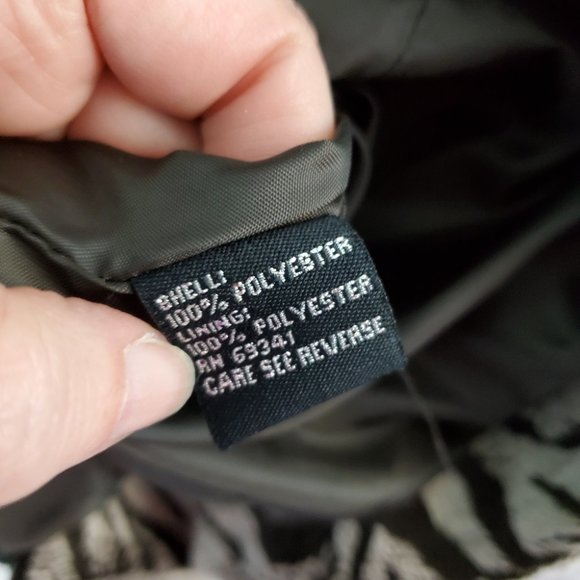 SHELL:
100% POLYESTER
LINING:
100% POLYESTER
RN 69341
CARE SEE REVERSE